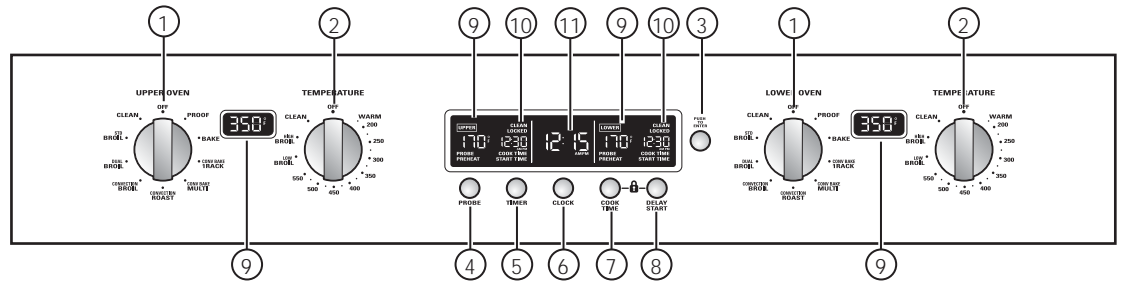 1 2 9 10 11 9 10 3 1 2
UPPER OVEN
OFF
CLEAN PROOF
STD BROIL BAKE
DUAL BROIL CONV BAKE 1 RACK
CONVECTION BROIL CONV BAKE MULTI
CONVECTION ROAST
350°F
TEMPERATURE
OFF
CLEAN WARM
200
HIGH BROIL 250
LOW BROIL 300
550 350
500 450 400
UPPER
CLEAN
LOCKED
170°F 12:30
PROBE COOK TIME
PREHEAT START TIME
12:15
AM/PM
LOWER
CLEAN
LOCKED
170°F 12:30
PROBE COOK TIME
PREHEAT START TIME
PUSH
TO
ENTER
PROBE TIMER CLOCK COOK TIME DELAY START
LOWER OVEN
OFF
CLEAN PROOF
STD BROIL BAKE
DUAL BROIL CONV BAKE 1 RACK
CONVECTION BROIL CONV BAKE MULTI
CONVECTION ROAST
350°F
TEMPERATURE
OFF
CLEAN WARM
200
HIGH BROIL 250
LOW BROIL 300
550 350
500 450 400
9 4 5 6 7 8 9